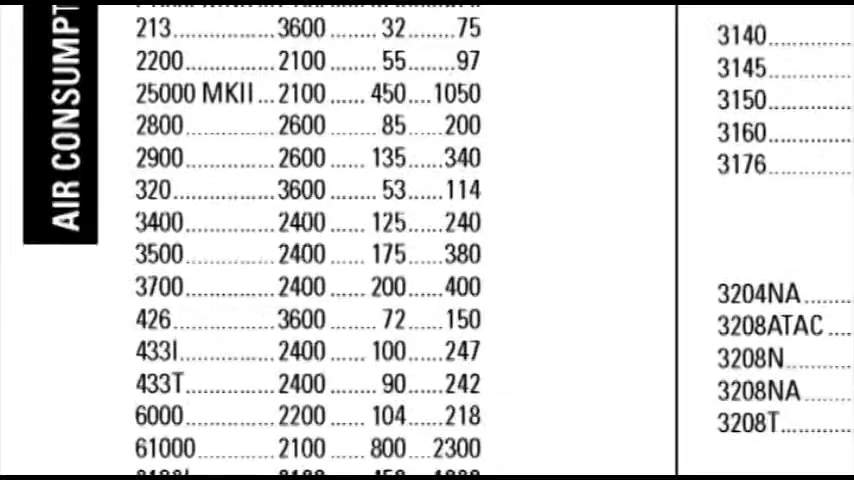 AIR CONSUMPT
213 3600 32 75
2200 2100 55 97
25000 MKII 2100 450 1050
2800 2600 85 200
2900 2600 135 340
320 3600 53 114
3400 2400 125 240
3500 2400 175 380
3700 2400 200 400
426 3600 72 150
433I 2400 100 247
433T 2400 90 242
6000 2200 104 218
61000 2100 800 2300
3140
3145
3150
3160
3176
3204NA
3208ATAC
3208N
3208NA
3208T